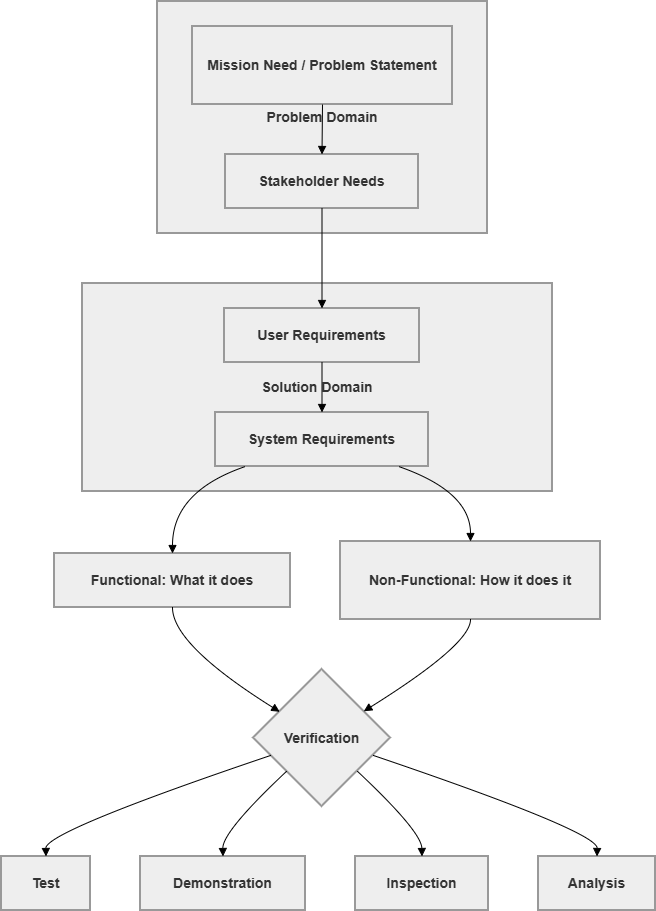 Mission Need / Problem Statement
Problem Domain
Stakeholder Needs
User Requirements
Solution Domain
System Requirements
Functional: What it does
Non-Functional: How it does it
Verification
Test
Demonstration
Inspection
Analysis